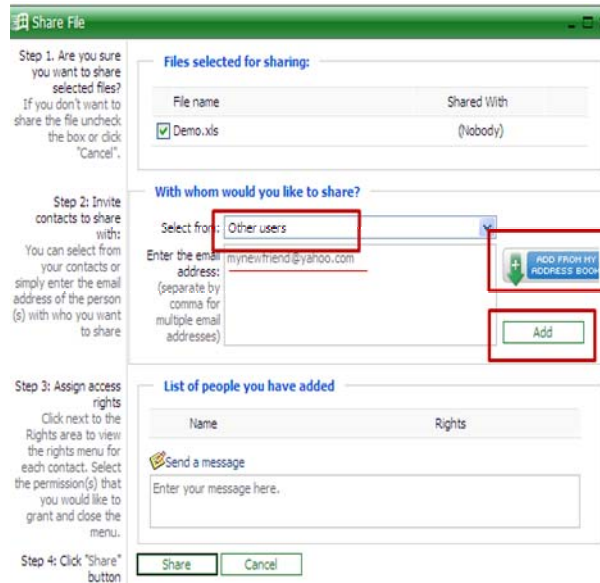 Share File
Step 1. Are you sure
you want to share
selected files?
If you don't want to
share the file uncheck
the box or click
"Cancel".
Files selected for sharing:
File name Shared With
Demo.xls (Nobody)
Step 2: Invite
contacts to share
with:
You can select from
your contacts or
simply enter the email
address of the person
(s) with who you want
to share
With whom would you like to share?
Select from: Other users
Enter the email
address:
(separate by
comma for
multiple email
addresses)
mynewfriend@yahoo.com
ADD FROM MY
ADDRESS BOOK
Add
Step 3: Assign access
rights
Click next to the
Rights area to view
the rights menu for
each contact. Select
the permission(s) that
you would like to
grant and close the
menu.
List of people you have added
Name Rights
Send a message
Enter your message here.
Step 4: Click "Share"
button
Share Cancel